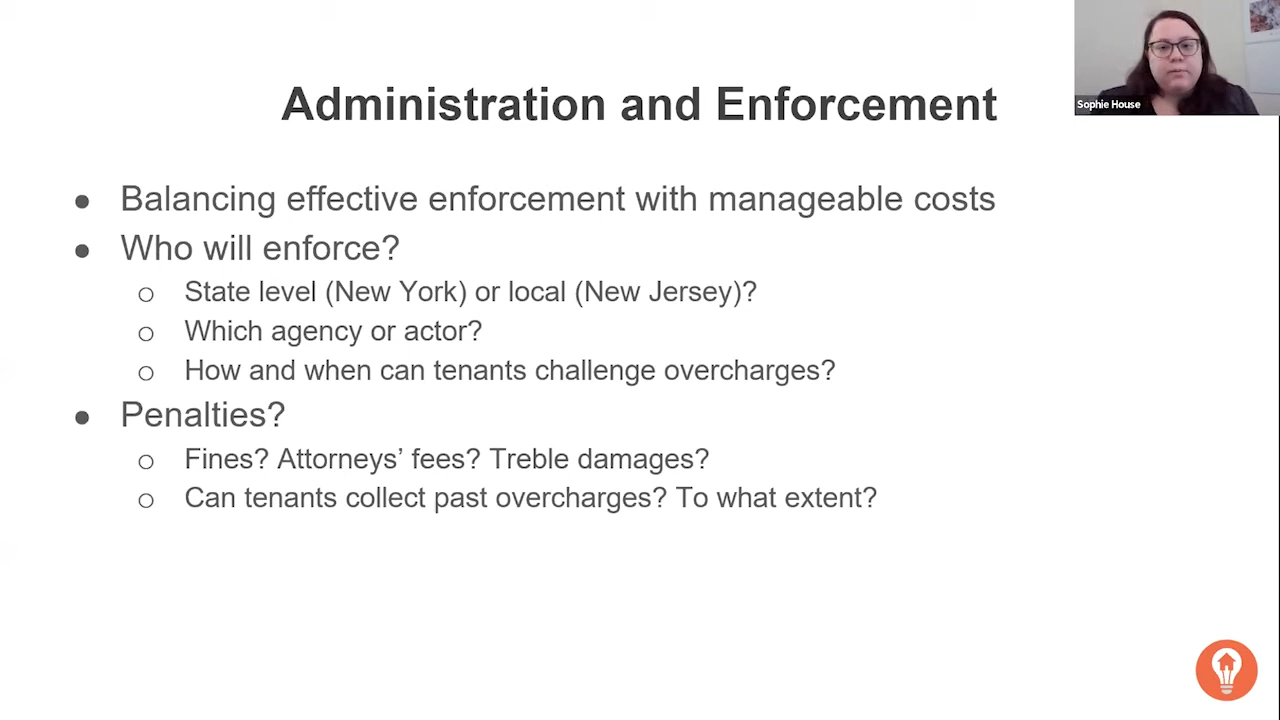 Administration and Enforcement
Sophie House
● Balancing effective enforcement with manageable costs
● Who will enforce?
○ State level (New York) or local (New Jersey)?
○ Which agency or actor?
○ How and when can tenants challenge overcharges?
● Penalties?
○ Fines? Attorneys’ fees? Treble damages?
○ Can tenants collect past overcharges? To what extent?